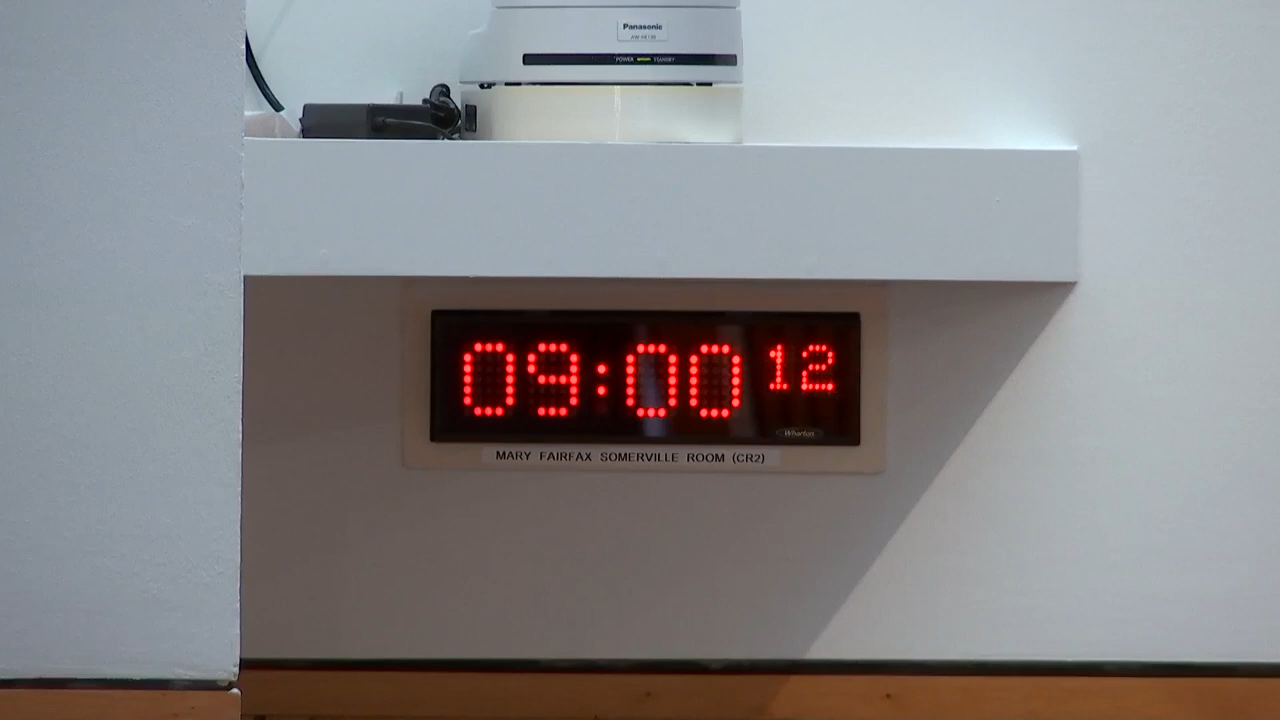 Panasonic
POWER STANDBY
09:00 12
Wharton
MARY FAIRFAX SOMERVILLE ROOM (CR2)